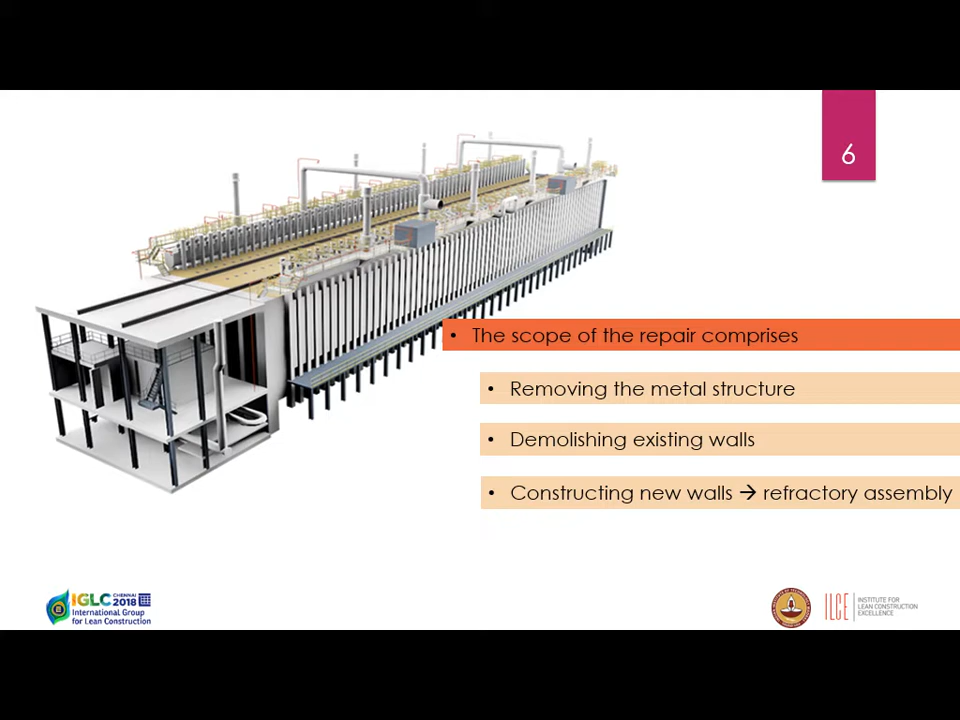 6
• The scope of the repair comprises
• Removing the metal structure
• Demolishing existing walls
• Constructing new walls → refractory assembly
IGLC CHENNAI 2018
International Group
for Lean Construction
ILCE
INSTITUTE FOR
LEAN CONSTRUCTION
EXCELLENCE